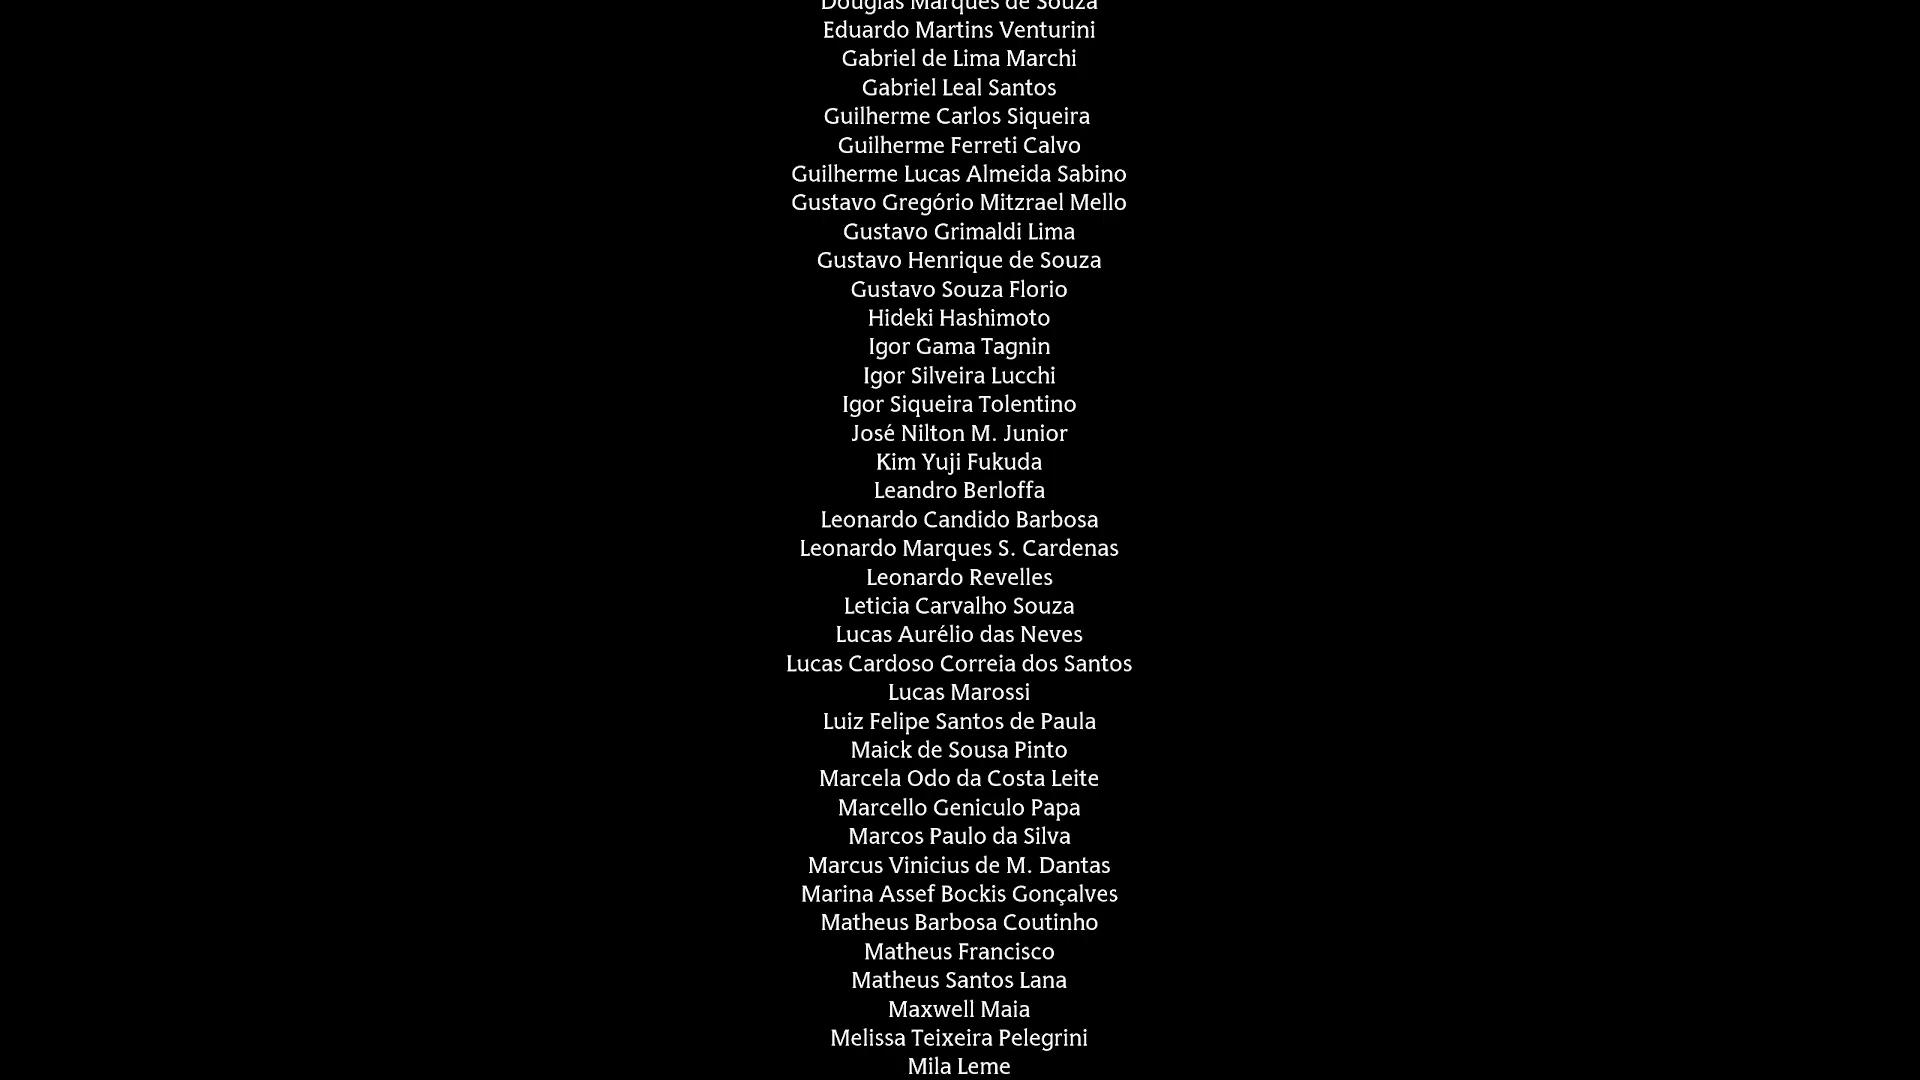 Douglas Marques de Souza
Eduardo Martins Venturini
Gabriel de Lima Marchi
Gabriel Leal Santos
Guilherme Carlos Siqueira
Guilherme Ferreti Calvo
Guilherme Lucas Almeida Sabino
Gustavo Gregório Mitzrael Mello
Gustavo Grimaldi Lima
Gustavo Henrique de Souza
Gustavo Souza Florio
Hideki Hashimoto
Igor Gama Tagnin
Igor Silveira Lucchi
Igor Siqueira Tolentino
José Nilton M. Junior
Kim Yuji Fukuda
Leandro Berloffa
Leonardo Candido Barbosa
Leonardo Marques S. Cardenas
Leonardo Revelles
Leticia Carvalho Souza
Lucas Aurélio das Neves
Lucas Cardoso Correia dos Santos
Lucas Marossi
Luiz Felipe Santos de Paula
Maick de Sousa Pinto
Marcela Odo da Costa Leite
Marcello Geniculo Papa
Marcos Paulo da Silva
Marcus Vinicius de M. Dantas
Marina Assef Bockis Gonçalves
Matheus Barbosa Coutinho
Matheus Francisco
Matheus Santos Lana
Maxwell Maia
Melissa Teixeira Pelegrini
Mila Leme